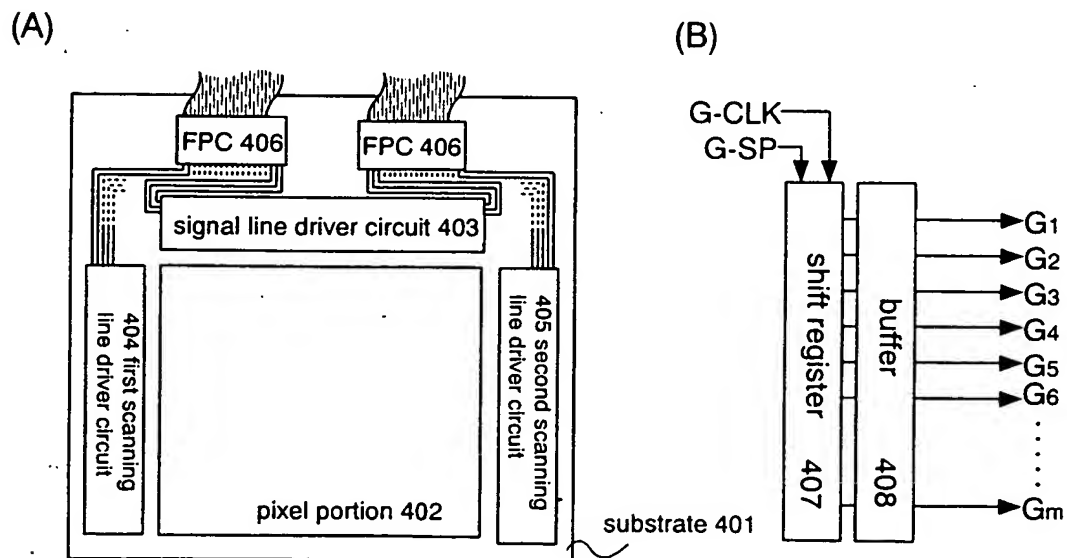 (A)
(B)
FPC 406
FPC 406
signal line driver circuit 403
404 first scanning
line driver circuit
405 second scanning
line driver circuit
pixel portion 402
substrate 401
G-CLK
G-SP
shift register 407
buffer 408
G1
G2
G3
G4
G5
G6
Gm